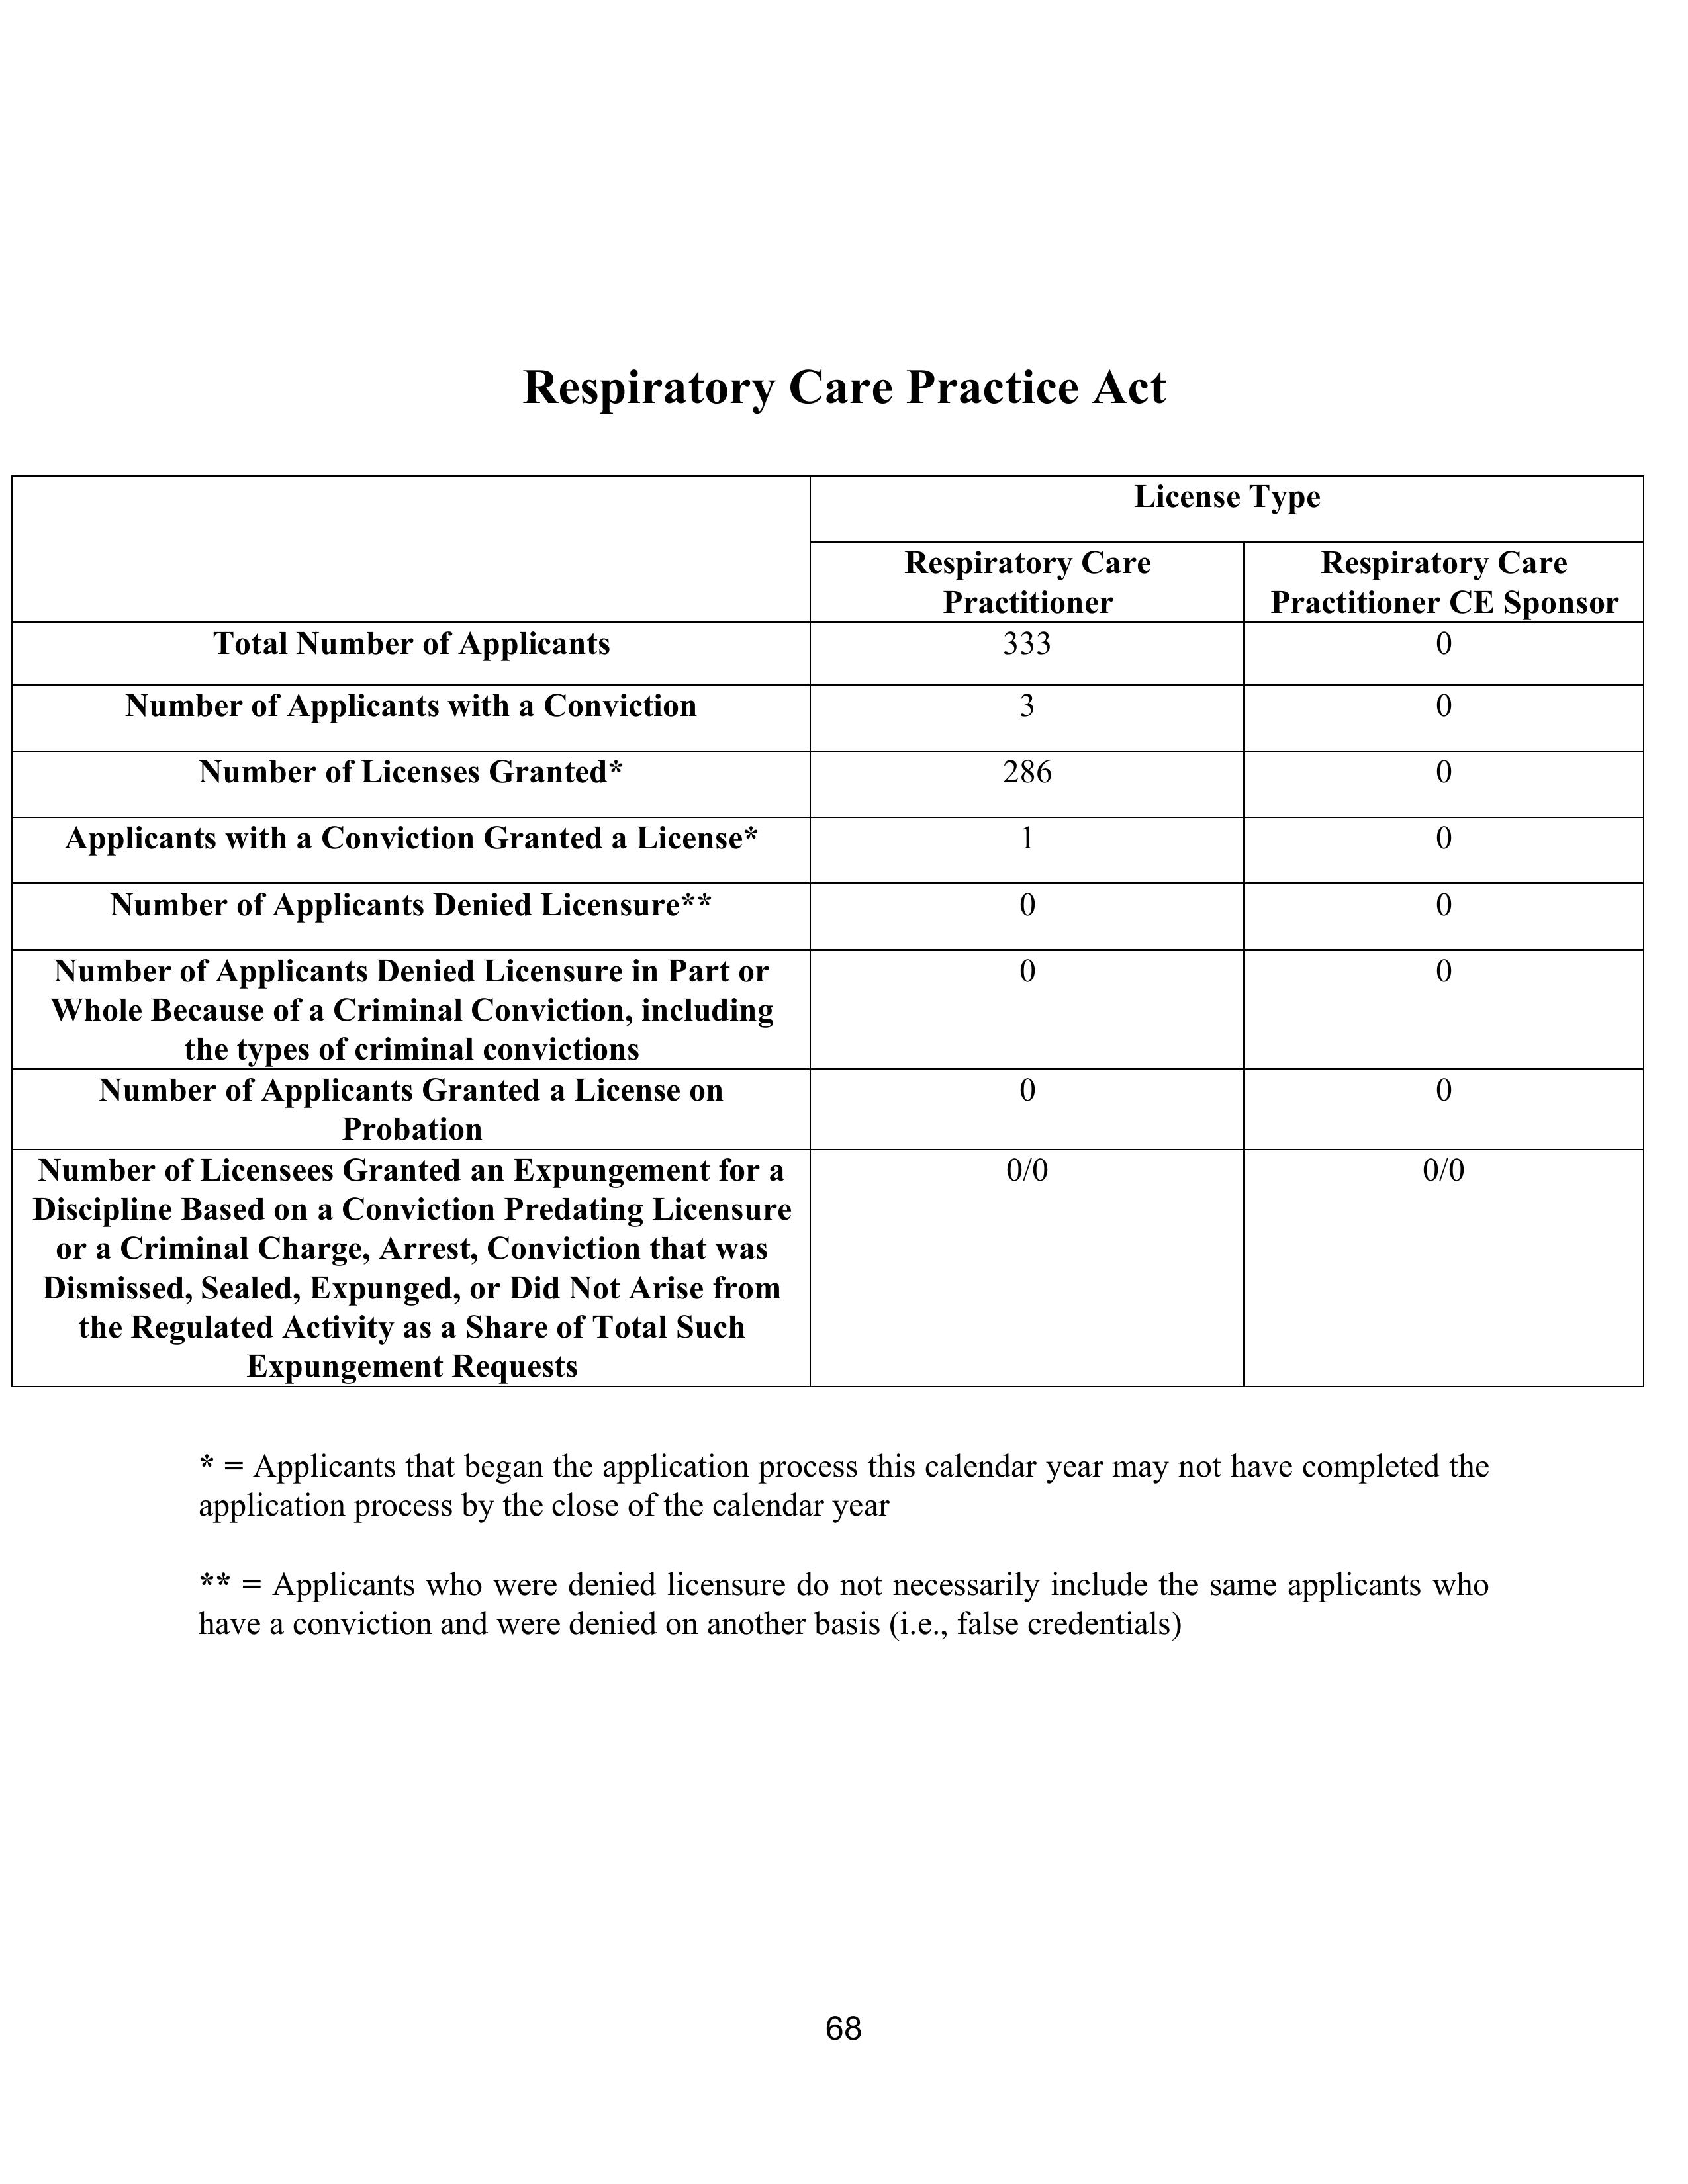 Respiratory Care Practice Act
License Type
Respiratory Care
Practitioner
Respiratory Care
Practitioner CE Sponsor
Total Number of Applicants
333
0
Number of Applicants with a Conviction
3
0
Number of Licenses Granted*
286
0
Applicants with a Conviction Granted a License*
1
0
Number of Applicants Denied Licensure**
0
0
Number of Applicants Denied Licensure in Part or
Whole Because of a Criminal Conviction, including
the types of criminal convictions
0
0
Number of Applicants Granted a License on
Probation
0
0
Number of Licensees Granted an Expungement for a
Discipline Based on a Conviction Predating Licensure
or a Criminal Charge, Arrest, Conviction that was
Dismissed, Sealed, Expunged, or Did Not Arise from
the Regulated Activity as a Share of Total Such
Expungement Requests
0/0
0/0
* = Applicants that began the application process this calendar year may not have completed the
application process by the close of the calendar year
** = Applicants who were denied licensure do not necessarily include the same applicants who
have a conviction and were denied on another basis (i.e., false credentials)
68